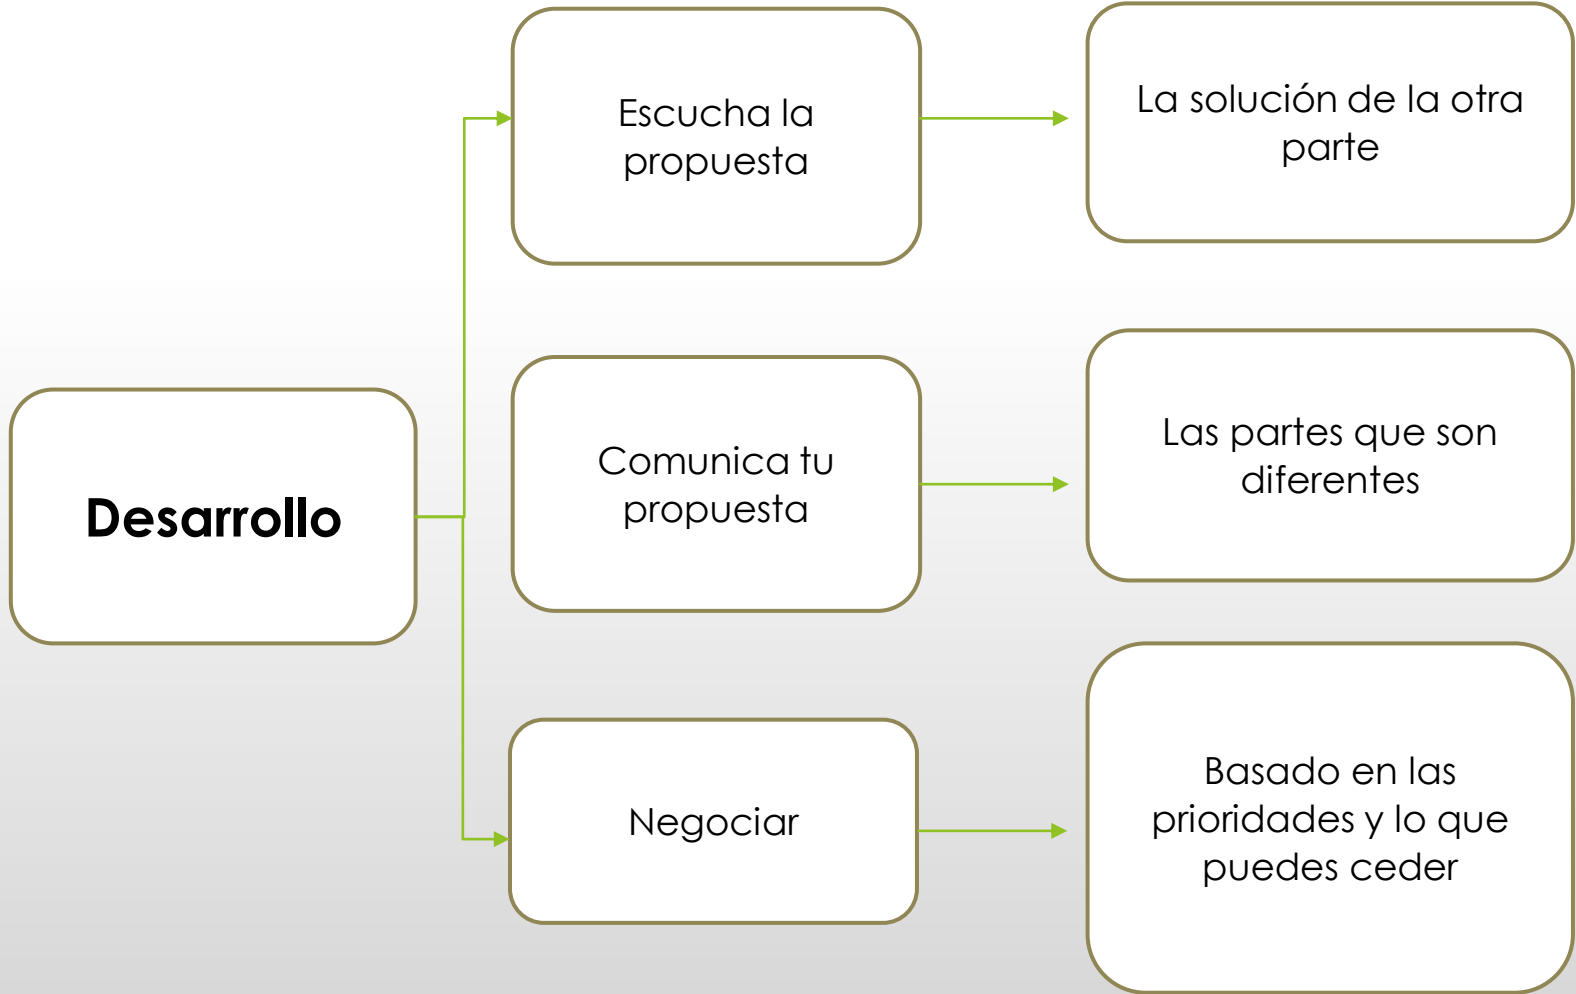 Escucha la
propuesta
La solución de la otra
parte
Desarrollo
Comunica tu
propuesta
Las partes que son
diferentes
Negociar
Basado en las
prioridades y lo que
puedes ceder